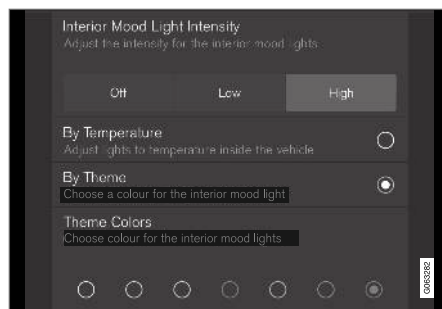 Interior Mood Light Intensity
Adjust the intensity for the interior mood lights
Off Low High
By Temperature
Adjust lights to temperature inside the vehicle
By Theme
Choose a colour for the interior mood light
Theme Colors
Choose colour for the interior mood lights
G063282